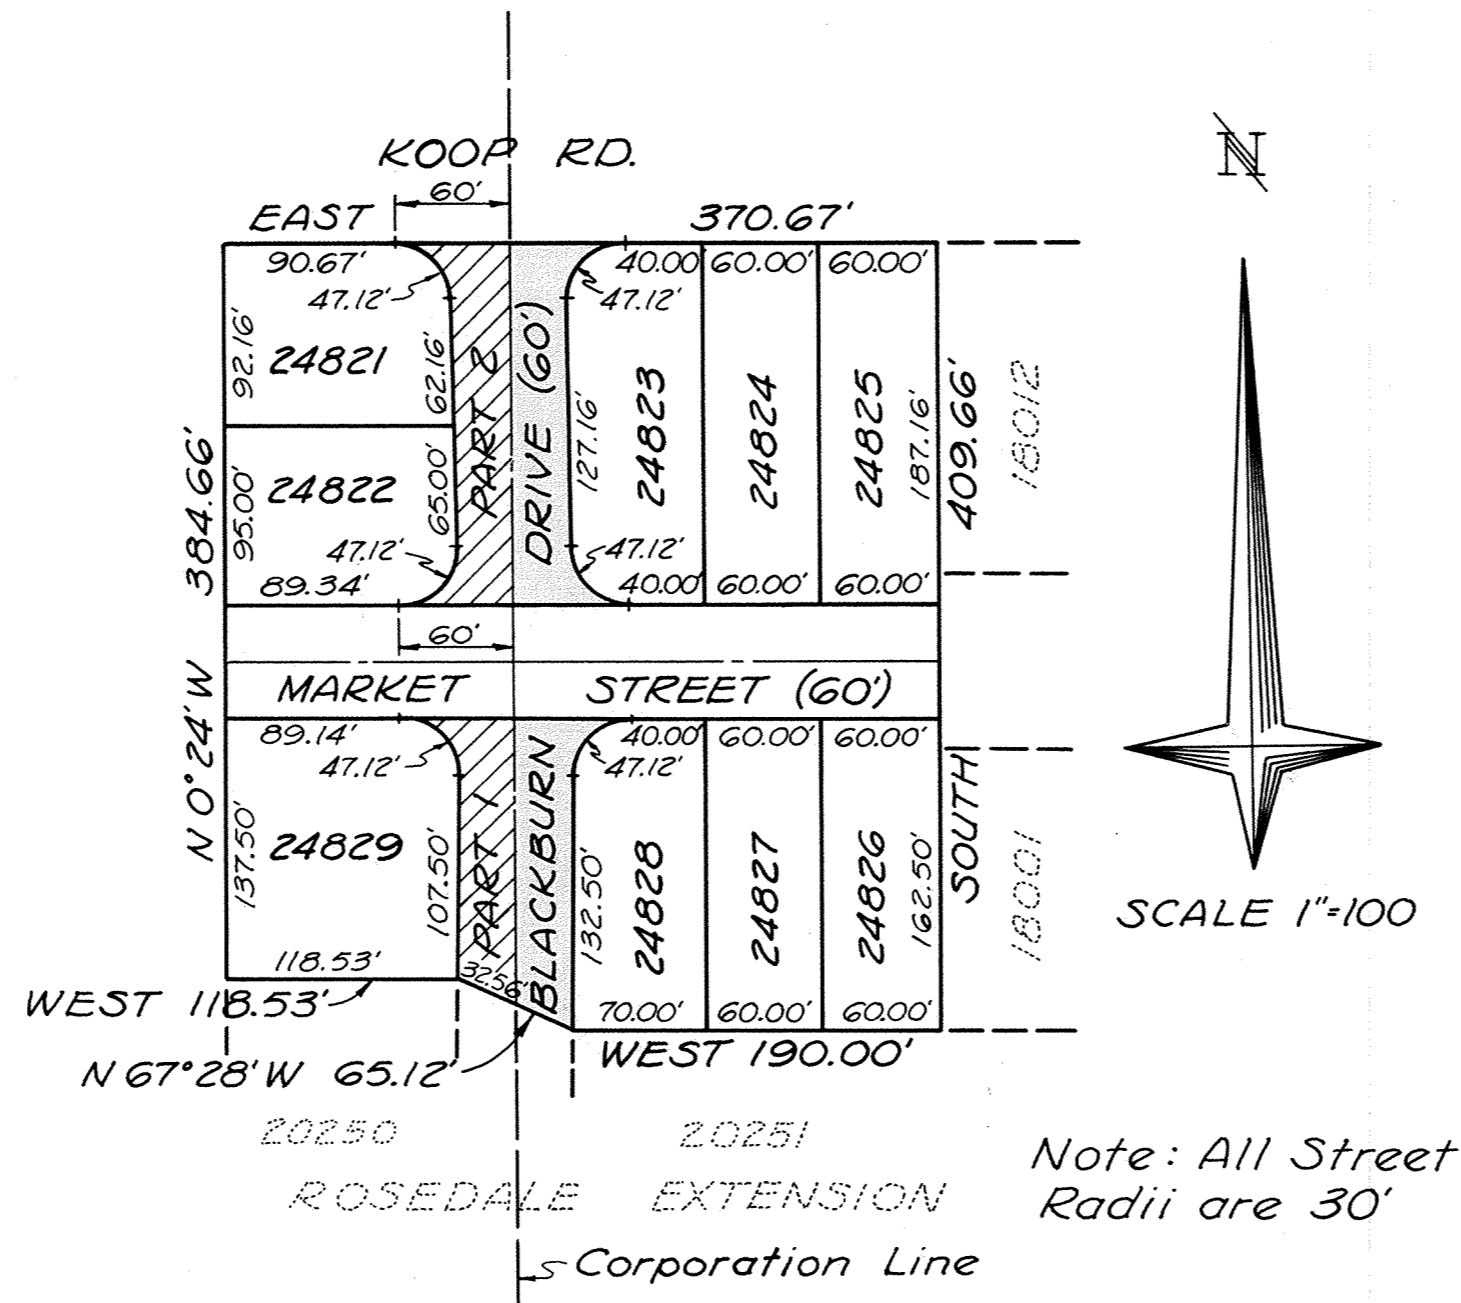 KOOP RD.
60'
EAST 370.67'
90.67' 40.00 60.00' 60.00'
47.12' 47.12'
92.16' 24821 62.16'
PART 2
DRIVE (60')
127.16' 24823 24824 24825 187.16'
409.66'
18012
384.66'
95.00' 24822 65.00'
47.12' 47.12'
89.34' 40.00' 60.00' 60.00'
60'
MARKET STREET (60')
N 0°24' W
89.14' 40.00' 60.00' 60.00'
47.12' 47.12'
137.50' 24829 107.50'
PART 1
BLACKBURN
132.50' 24828 24827 24826 162.50'
SOUTH
18001
118.53' 32.56' 70.00' 60.00' 60.00'
WEST 118.53'
WEST 190.00'
N 67°28' W 65.12'
20250 20251
ROSEDALE EXTENSION
Corporation Line
N
SCALE 1"=100
Note: All Street
Radii are 30'